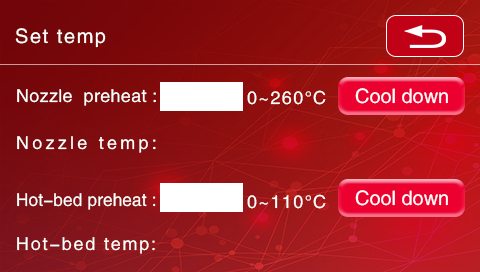 Set temp
Nozzle preheat : 0~260°C Cool down
Nozzle temp:
Hot-bed preheat : 0~110°C Cool down
Hot-bed temp: